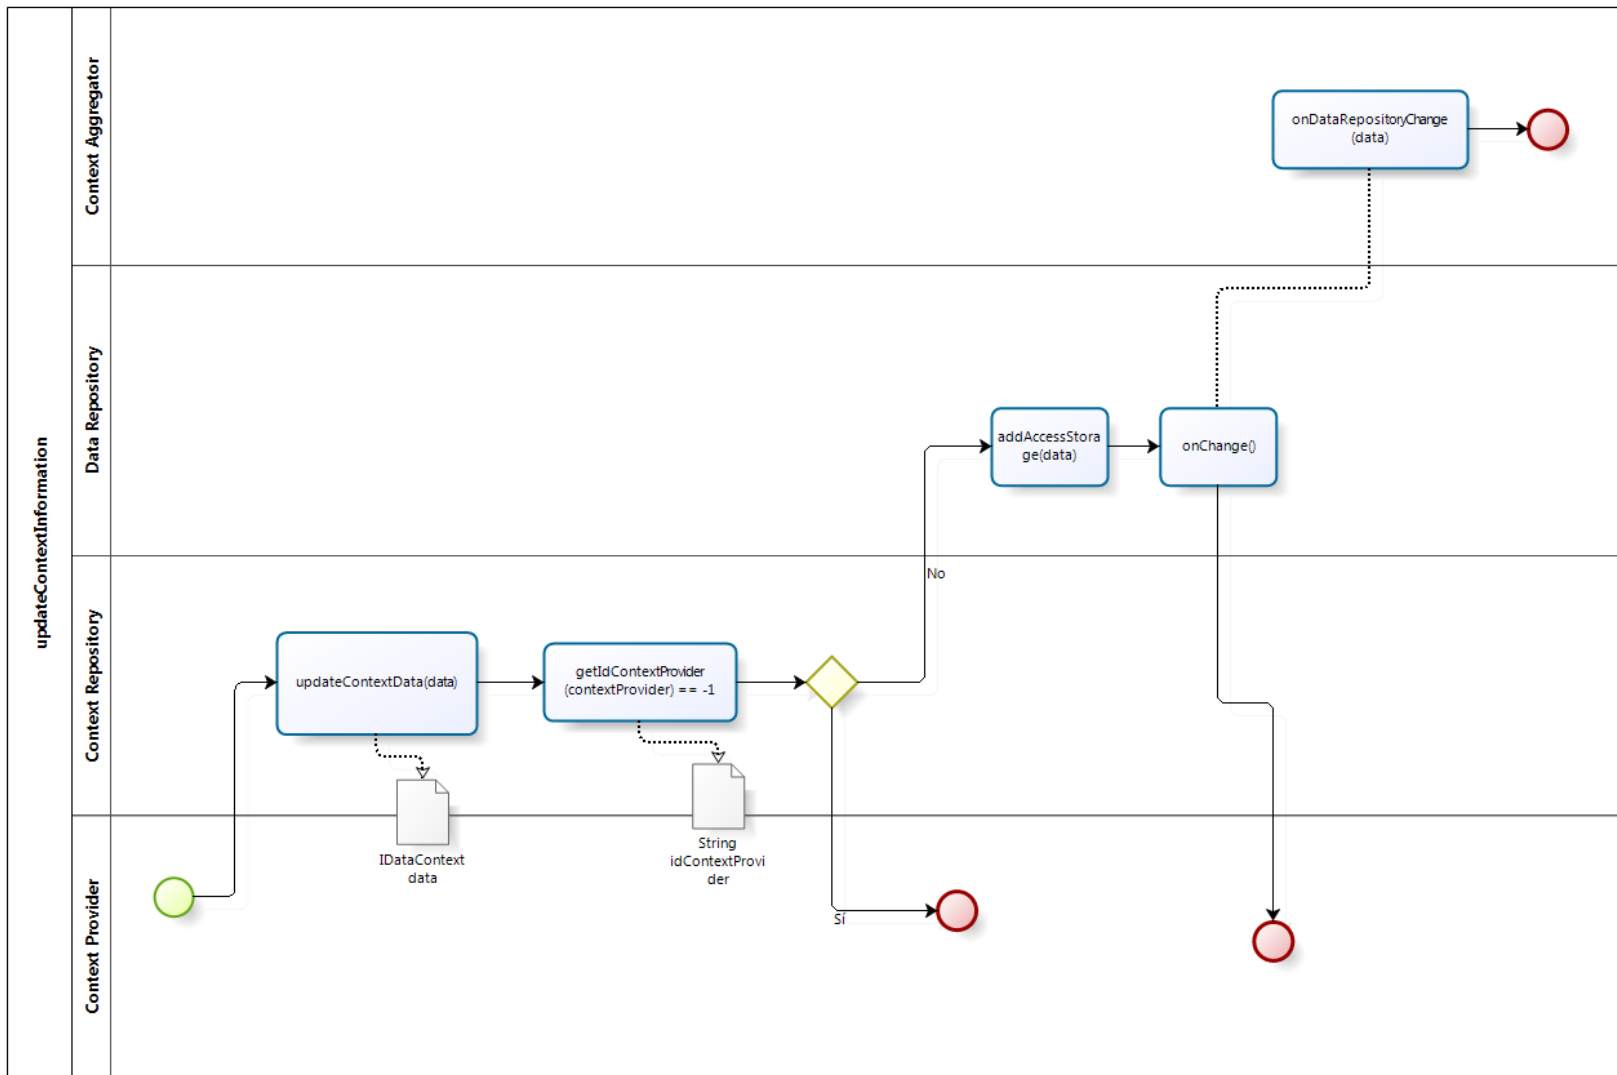 updateContextInformation
Context Aggregator
onDataRepositoryChange
(data)
Data Repository
addAccessStora
ge(data)
onChange()
Context Repository
No
updateContextData(data)
getIdContextProvider
(contextProvider) == -1
Context Provider
IDataContext
data
String
idContextProvi
der
Sí